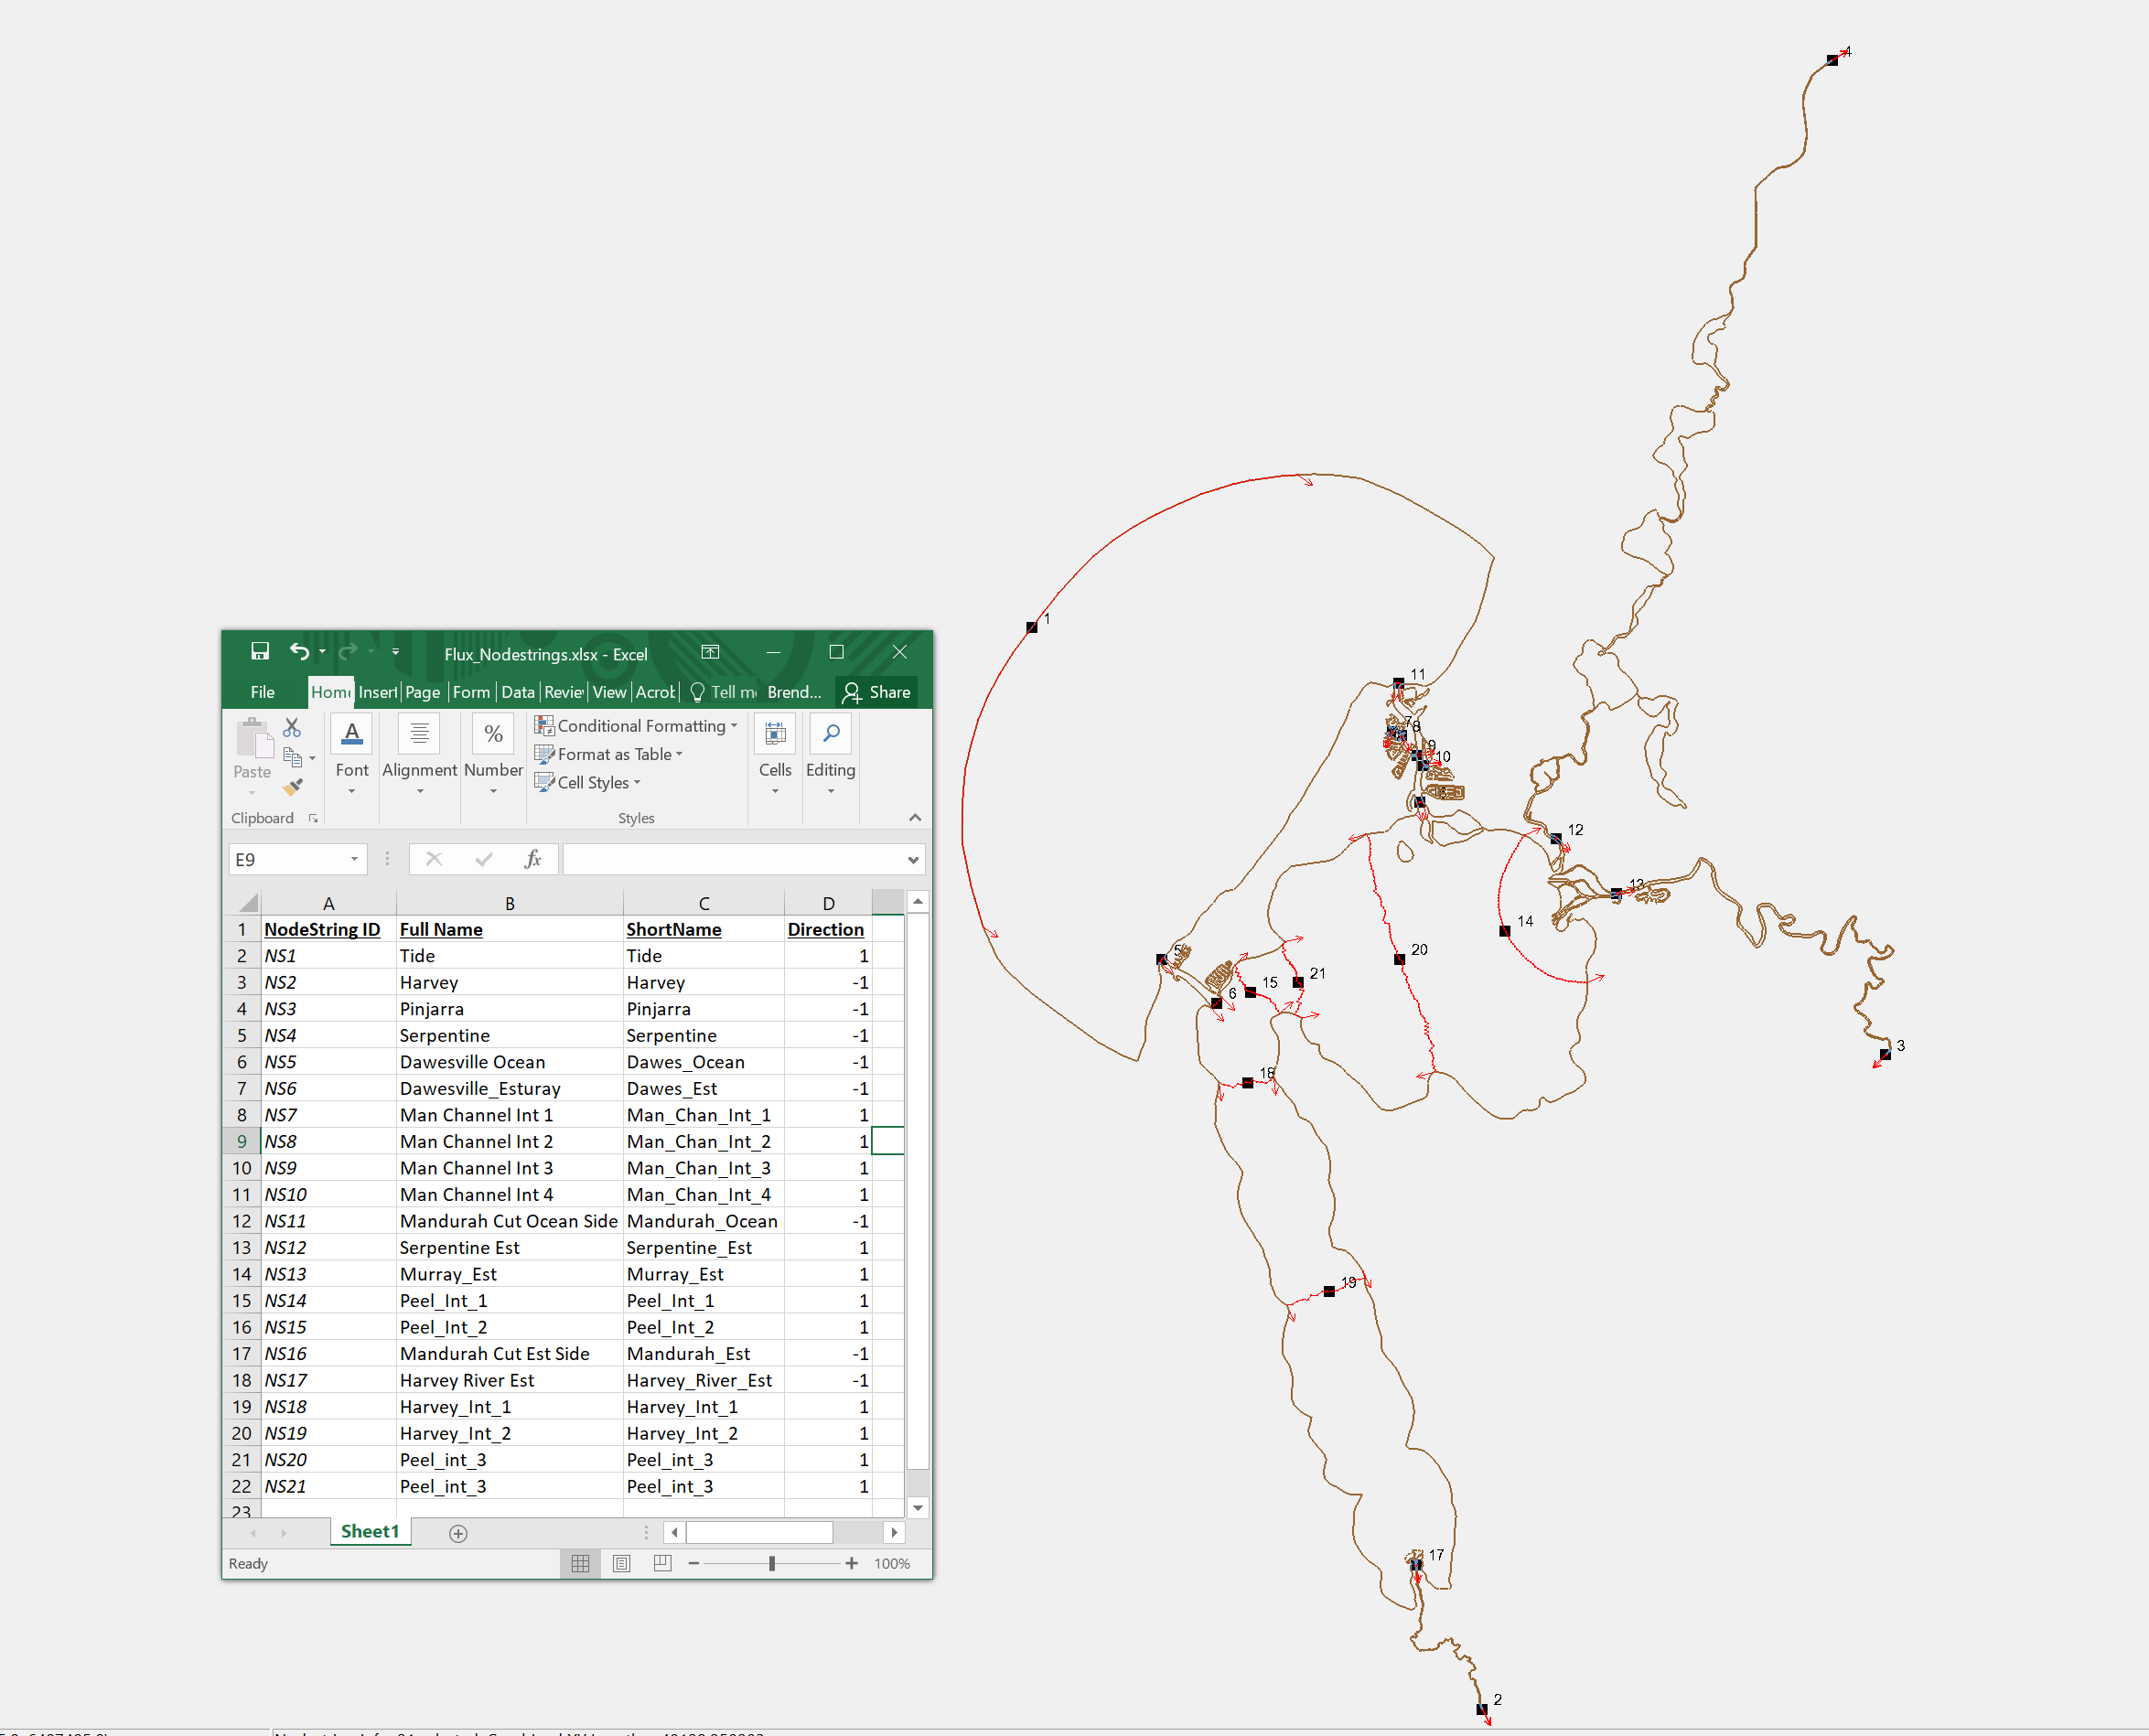 Flux_Nodestrings.xlsx - Excel
File Home Insert Page Form Data Review View Acrob Tell me Brend... Share
Paste
Clipboard
Font
Alignment
Number
Conditional Formatting
Format as Table
Cell Styles
Styles
Cells
Editing
E9
fx
A B C D
1 NodeString ID Full Name ShortName Direction
2 NS1 Tide Tide 1
3 NS2 Harvey Harvey -1
4 NS3 Pinjarra Pinjarra -1
5 NS4 Serpentine Serpentine -1
6 NS5 Dawesville Ocean Dawes_Ocean -1
7 NS6 Dawesville_Esturay Dawes_Est -1
8 NS7 Man Channel Int 1 Man_Chan_Int_1 1
9 NS8 Man Channel Int 2 Man_Chan_Int_2 1
10 NS9 Man Channel Int 3 Man_Chan_Int_3 1
11 NS10 Man Channel Int 4 Man_Chan_Int_4 1
12 NS11 Mandurah Cut Ocean Side Mandurah_Ocean -1
13 NS12 Serpentine Est Serpentine_Est 1
14 NS13 Murray_Est Murray_Est 1
15 NS14 Peel_Int_1 Peel_Int_1 1
16 NS15 Peel_Int_2 Peel_Int_2 1
17 NS16 Mandurah Cut Est Side Mandurah_Est -1
18 NS17 Harvey River Est Harvey_River_Est -1
19 NS18 Harvey_Int_1 Harvey_Int_1 1
20 NS19 Harvey_Int_2 Harvey_Int_2 1
21 NS20 Peel_int_3 Peel_int_3 1
22 NS21 Peel_int_3 Peel_int_3 1
23
Sheet1
Ready
100%
4
1
11
7
8
9
10
12
13
14
5
20
21
15
6
3
18
19
17
2